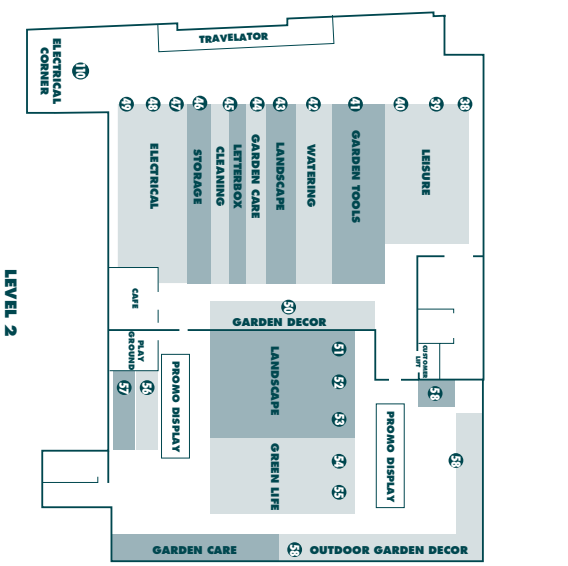 TRAVELATOR
ELECTRICAL
CORNER
110
49
48
47
46
45
44
43
42
41
40
39
38
ELECTRICAL
STORAGE
CLEANING
LETTERBOX
GARDEN CARE
LANDSCAPE
WATERING
GARDEN TOOLS
LEISURE
LEVEL 2
CAFE
50
GARDEN DECOR
PLAY
GROUND
57
56
PROMO DISPLAY
LANDSCAPE
51
52
53
GREEN LIFE
54
55
PROMO DISPLAY
CUSTOMER
LIFT
58
58
GARDEN CARE
58
OUTDOOR GARDEN DECOR